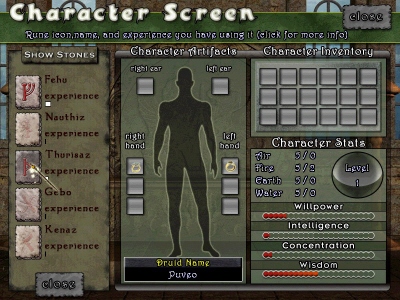 Character Screen
close
Rune icon,name, and experience you have using it (click for more info)
Show Stones
Fehu
experience
Nauthiz
experience
Thurisaz
experience
Gebo
experience
Kenaz
experience
close
Character Artifacts
right ear
left ear
right hand
left hand
Druid Name
Puveo
Character Inventory
Character Stats
Air 5/0
Fire 5/2
Earth 5/0
Water 5/0
Level
1
Willpower
Intelligence
Concentration
Wisdom